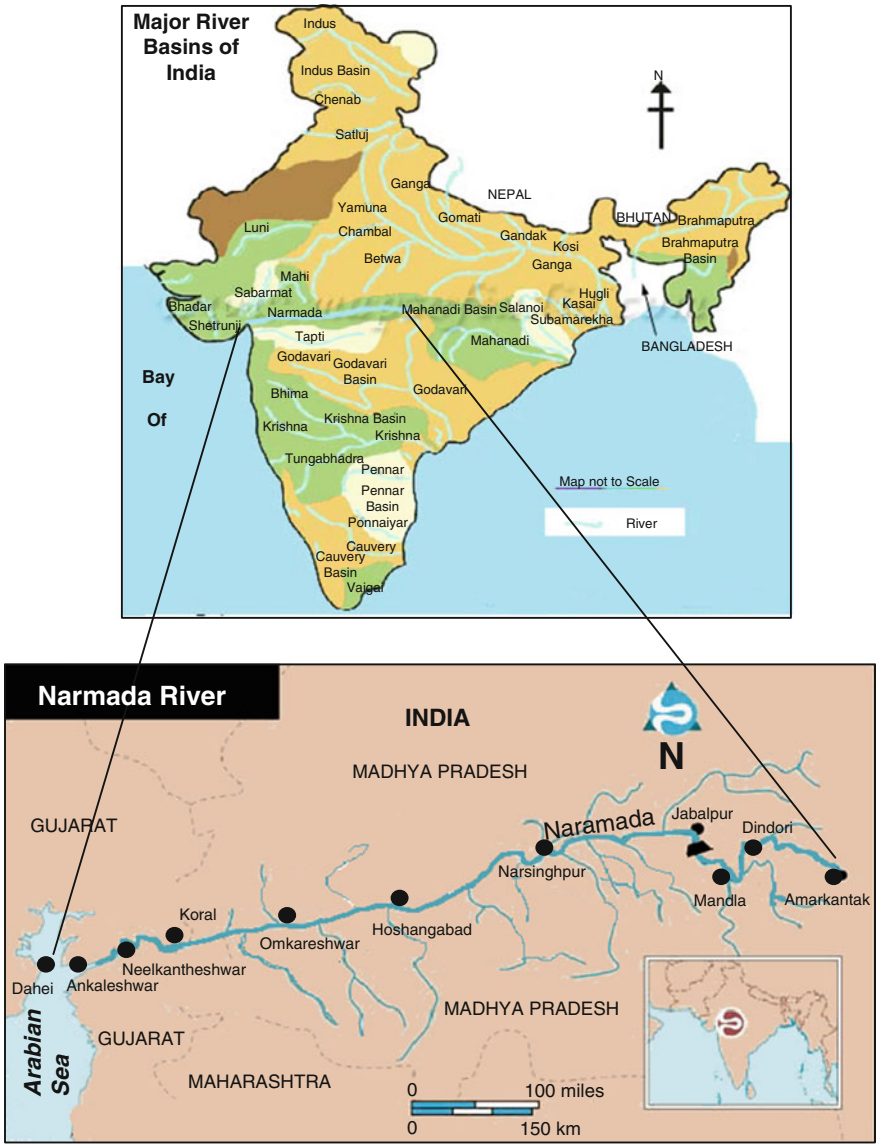 Major River
Basins of
India
Indus
Indus Basin
Chenab
Satluj
N
Ganga
NEPAL
Yamuna
Gomati
BHUTAN
Brahmaputra
Luni
Chambal
Gandak
Kosi
Brahmaputra
Basin
Betwa
Ganga
Mahi
Sabarmat
Hugli
Kasai
Bhadar
Narmada
Mahanadi Basin
Salanoi
Subamarekha
Shetrunji
Tapti
Mahanadi
BANGLADESH
Godavari
Godavari
Basin
Bay
Of
Bhima
Godavari
Krishna Basin
Krishna
Krishna
Tungabhadra
Pennar
Pennar
Basin
Map not to Scale
Ponnaiyar
River
Cauvery
Cauvery
Basin
Vaigai
Narmada River
INDIA
N
MADHYA PRADESH
GUJARAT
Naramada
Jabalpur
Dindori
Narsinghpur
Mandla
Amarkantak
Koral
Hoshangabad
Omkareshwar
Neelkantheshwar
Dahei
Ankaleshwar
MADHYA PRADESH
GUJARAT
Arabian
Sea
MAHARASHTRA
0 100 miles
0 150 km